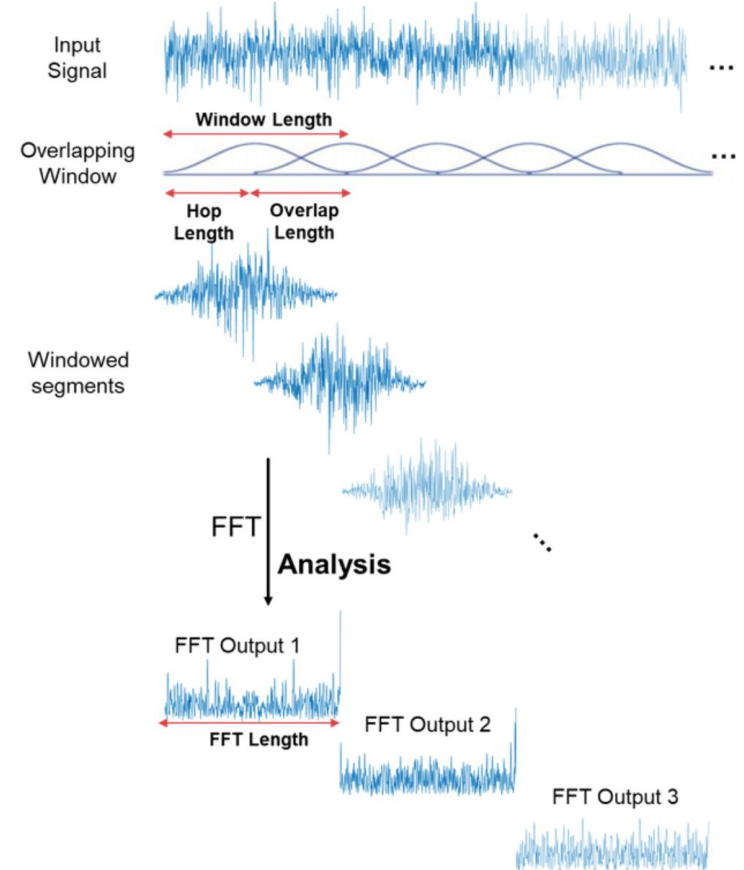 Input
Signal
...
Window Length
Overlapping
Window
...
Hop
Length
Overlap
Length
Windowed
segments
...
FFT
Analysis
FFT Output 1
FFT Length
FFT Output 2
FFT Output 3